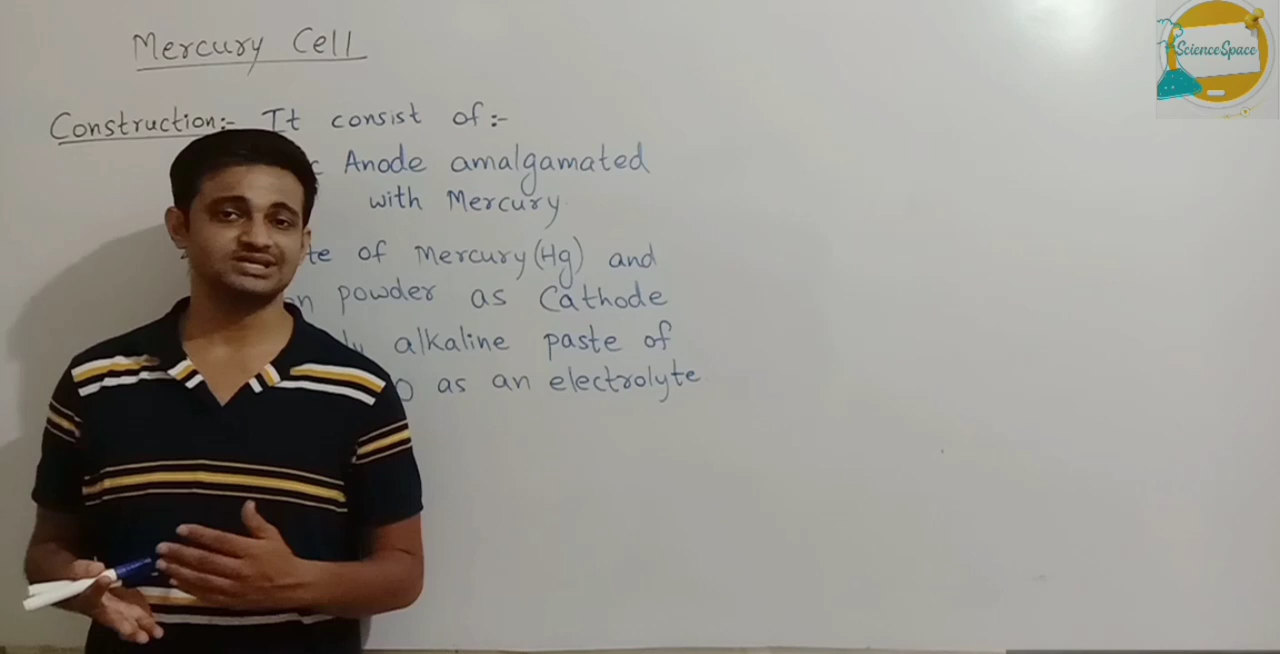 Mercury Cell
Construction:- It consist of:-
Anode amalgamated
with Mercury
of Mercury(Hg) and
powder as Cathode
alkaline paste of
as an electrolyte
ScienceSpace